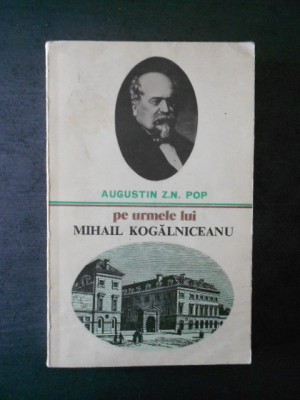 AUGUSTIN Z.N. POP
pe urmele lui
MIHAIL KOGĂLNICEANU